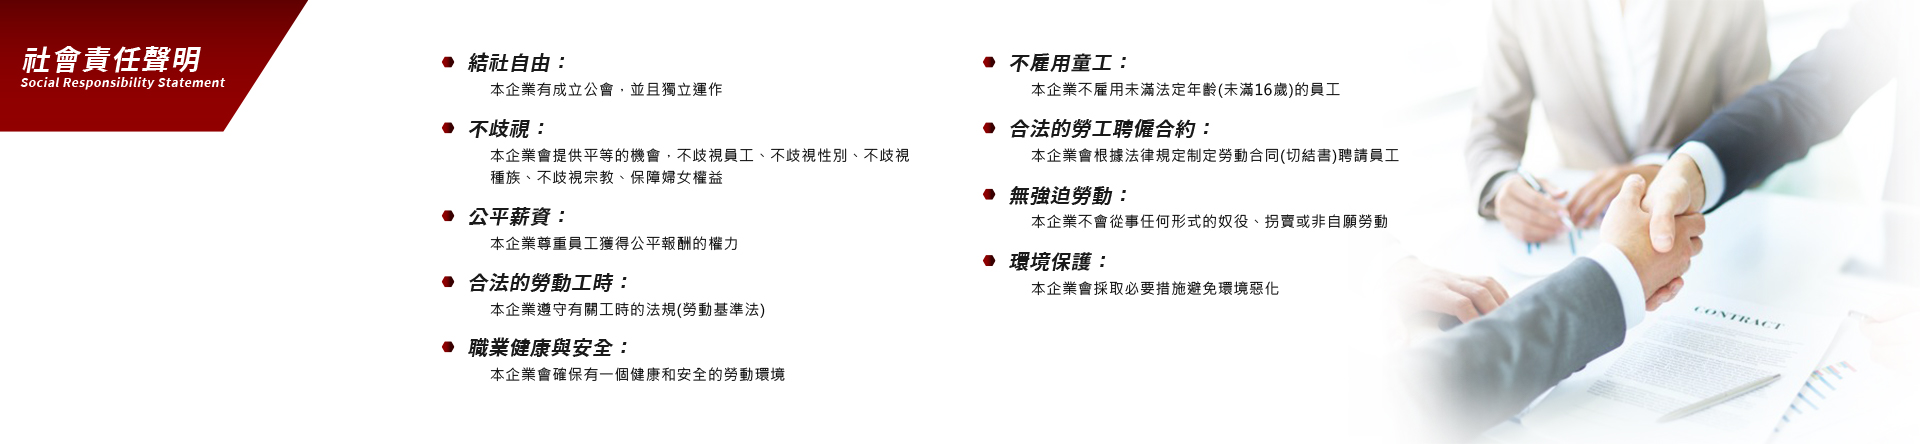 社會責任聲明
Social Responsibility Statement
結社自由：
本企業有成立公會，並且獨立運作
不歧視：
本企業會提供平等的機會，不歧視員工、不歧視性別、不歧視
種族、不歧視宗教、保障婦女權益
公平薪資：
本企業尊重員工獲得公平報酬的權力
合法的勞動工時：
本企業遵守有關工時的法規(勞動基準法)
職業健康與安全：
本企業會確保有一個健康和安全的勞動環境
不雇用童工：
本企業不雇用未滿法定年齡(未滿16歲)的員工
合法的勞工聘僱合約：
本企業會根據法律規定制定勞動合同(切結書)聘請員工
無強迫勞動：
本企業不會從事任何形式的奴役、拐賣或非自願勞動
環境保護：
本企業會採取必要措施避免環境惡化
CONTRACT